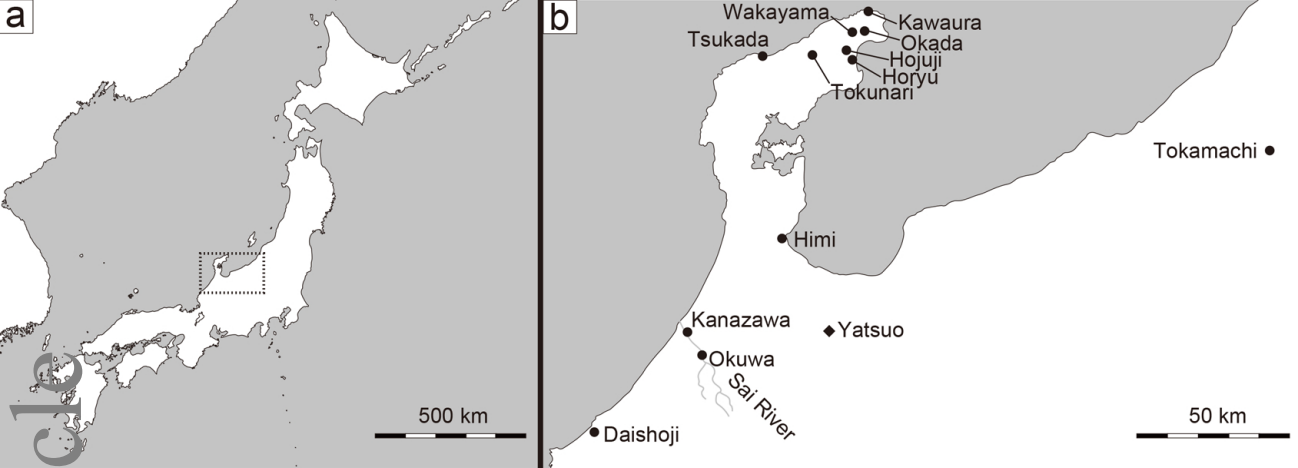 a
500 km
cle
b
Wakayama
Kawaura
Tsukada
Okada
Hojuji
Horyu
Tokunari
Tokamachi
Himi
Kanazawa
Yatsuo
Okuwa
Sai River
Daishoji
50 km